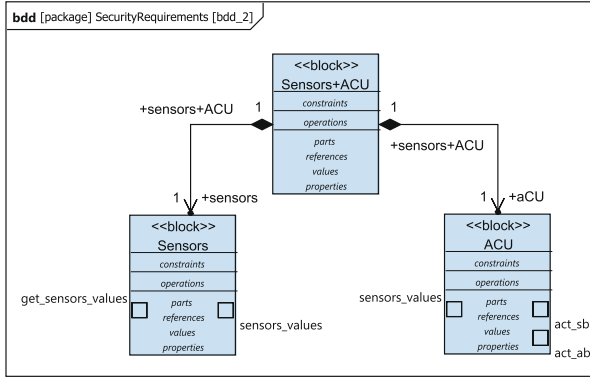 bdd [package] SecurityRequirements [bdd_2]
<<block>>
Sensors+ACU
constraints
operations
parts
references
values
properties
+sensors+ACU
1
1
+sensors+ACU
1
+sensors
1
+aCU
<<block>>
Sensors
constraints
operations
parts
references
values
properties
get_sensors_values
sensors_values
<<block>>
ACU
constraints
operations
parts
references
values
properties
sensors_values
act_sb
act_ab